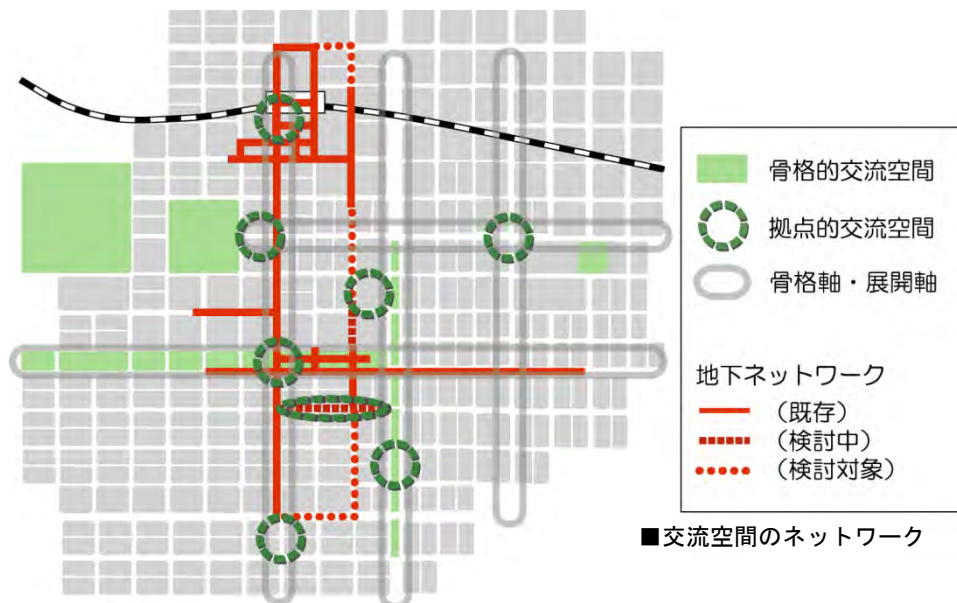 骨格的交流空間
拠点的交流空間
骨格軸・展開軸
地下ネットワーク
（既存）
（検討中）
（検討対象）
■交流空間のネットワーク